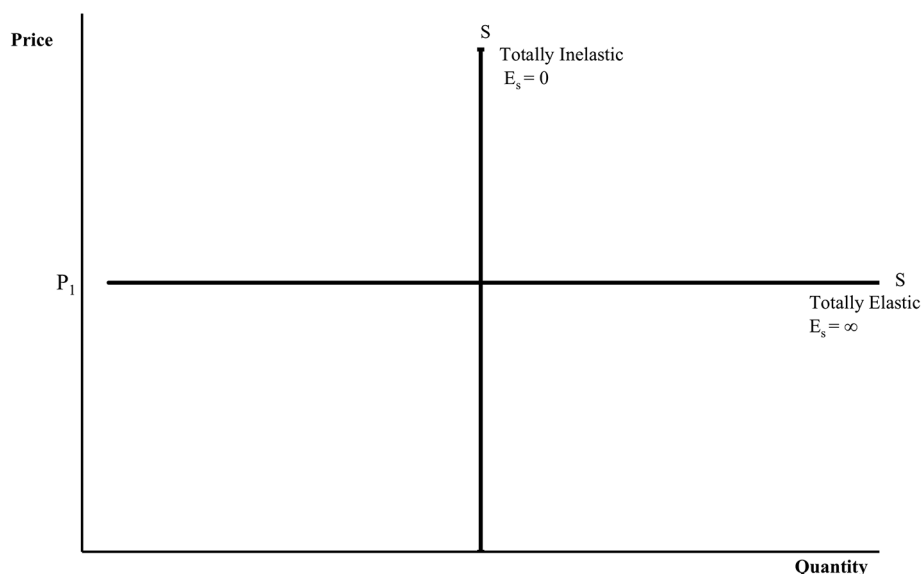 Price
S
Totally Inelastic
Eₛ = 0
P₁
S
Totally Elastic
Eₛ = ∞
Quantity